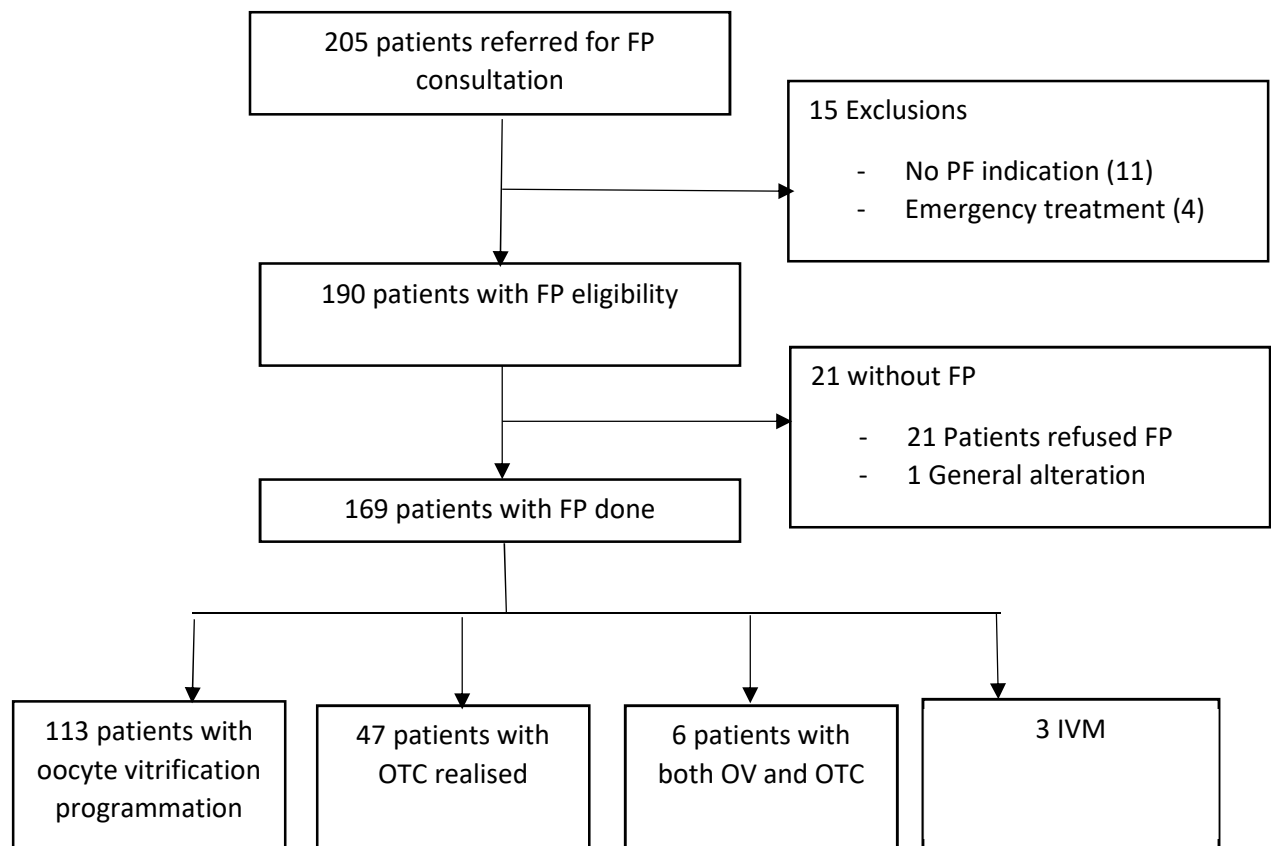 205 patients referred for FP
consultation
15 Exclusions
- No PF indication (11)
- Emergency treatment (4)
190 patients with FP eligibility
21 without FP
- 21 Patients refused FP
- 1 General alteration
169 patients with FP done
113 patients with
oocyte vitrification
programmation
47 patients with
OTC realised
6 patients with
both OV and OTC
3 IVM